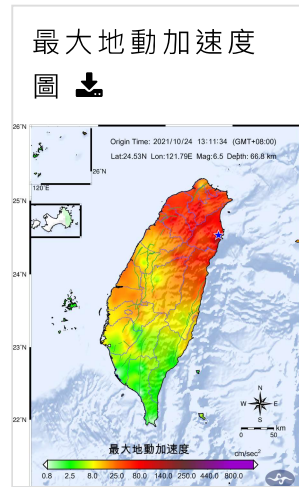 最大地動加速度
圖
26°N
Origin Time: 2021/10/24 13:11:34 (GMT+08:00)
Lat:24.53N Lon:121.79E Mag:6.5 Depth: 66.8 km
26°N
120°E
25°N
24°N
23°N
22°N
N
W E
S
0 50 km
最大地動加速度
cm/sec²
0.8 2.5 8.0 25.0 80.0 140.0 250.0 440.0 800.0